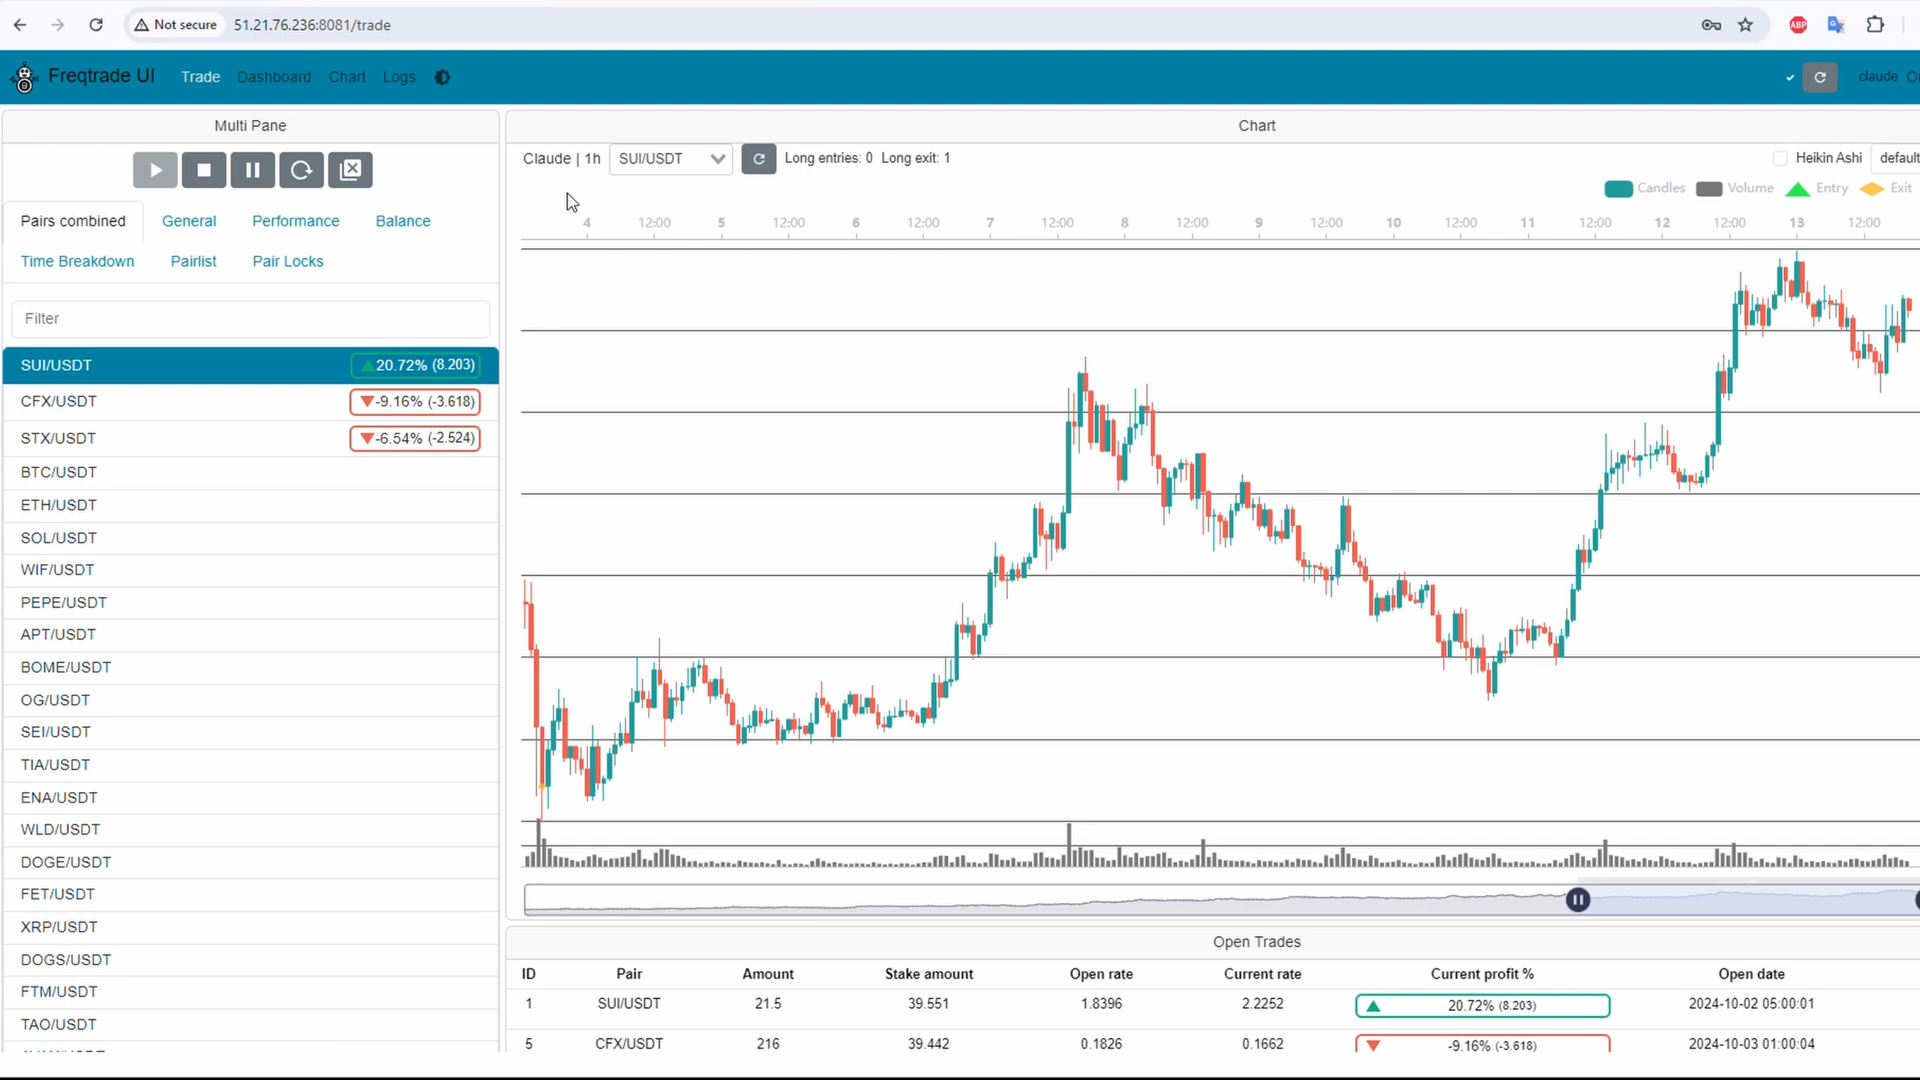 Not secure 51.21.76.236:8081/trade ABP
Freqtrade UI Trade Dashboard Chart Logs claude
Multi Pane
Chart
Claude | 1h SUI/USDT Long entries: 0 Long exit: 1 Heikin Ashi default
Candles Volume Entry Exit
4 12:00 5 12:00 6 12:00 7 12:00 8 12:00 9 12:00 10 12:00 11 12:00 12 12:00 13 12:00
Pairs combined General Performance Balance
Time Breakdown Pairlist Pair Locks
Filter
SUI/USDT 20.72% (8.203)
CFX/USDT -9.16% (-3.618)
STX/USDT -6.54% (-2.524)
BTC/USDT
ETH/USDT
SOL/USDT
WIF/USDT
PEPE/USDT
APT/USDT
BOME/USDT
OG/USDT
SEI/USDT
TIA/USDT
ENA/USDT
WLD/USDT
DOGE/USDT
FET/USDT
XRP/USDT
DOGS/USDT
FTM/USDT
TAO/USDT
Open Trades
ID Pair Amount Stake amount Open rate Current rate Current profit % Open date
1 SUI/USDT 21.5 39.551 1.8396 2.2252 20.72% (8.203) 2024-10-02 05:00:01
5 CFX/USDT 216 39.442 0.1826 0.1662 -9.16% (-3.618) 2024-10-03 01:00:04